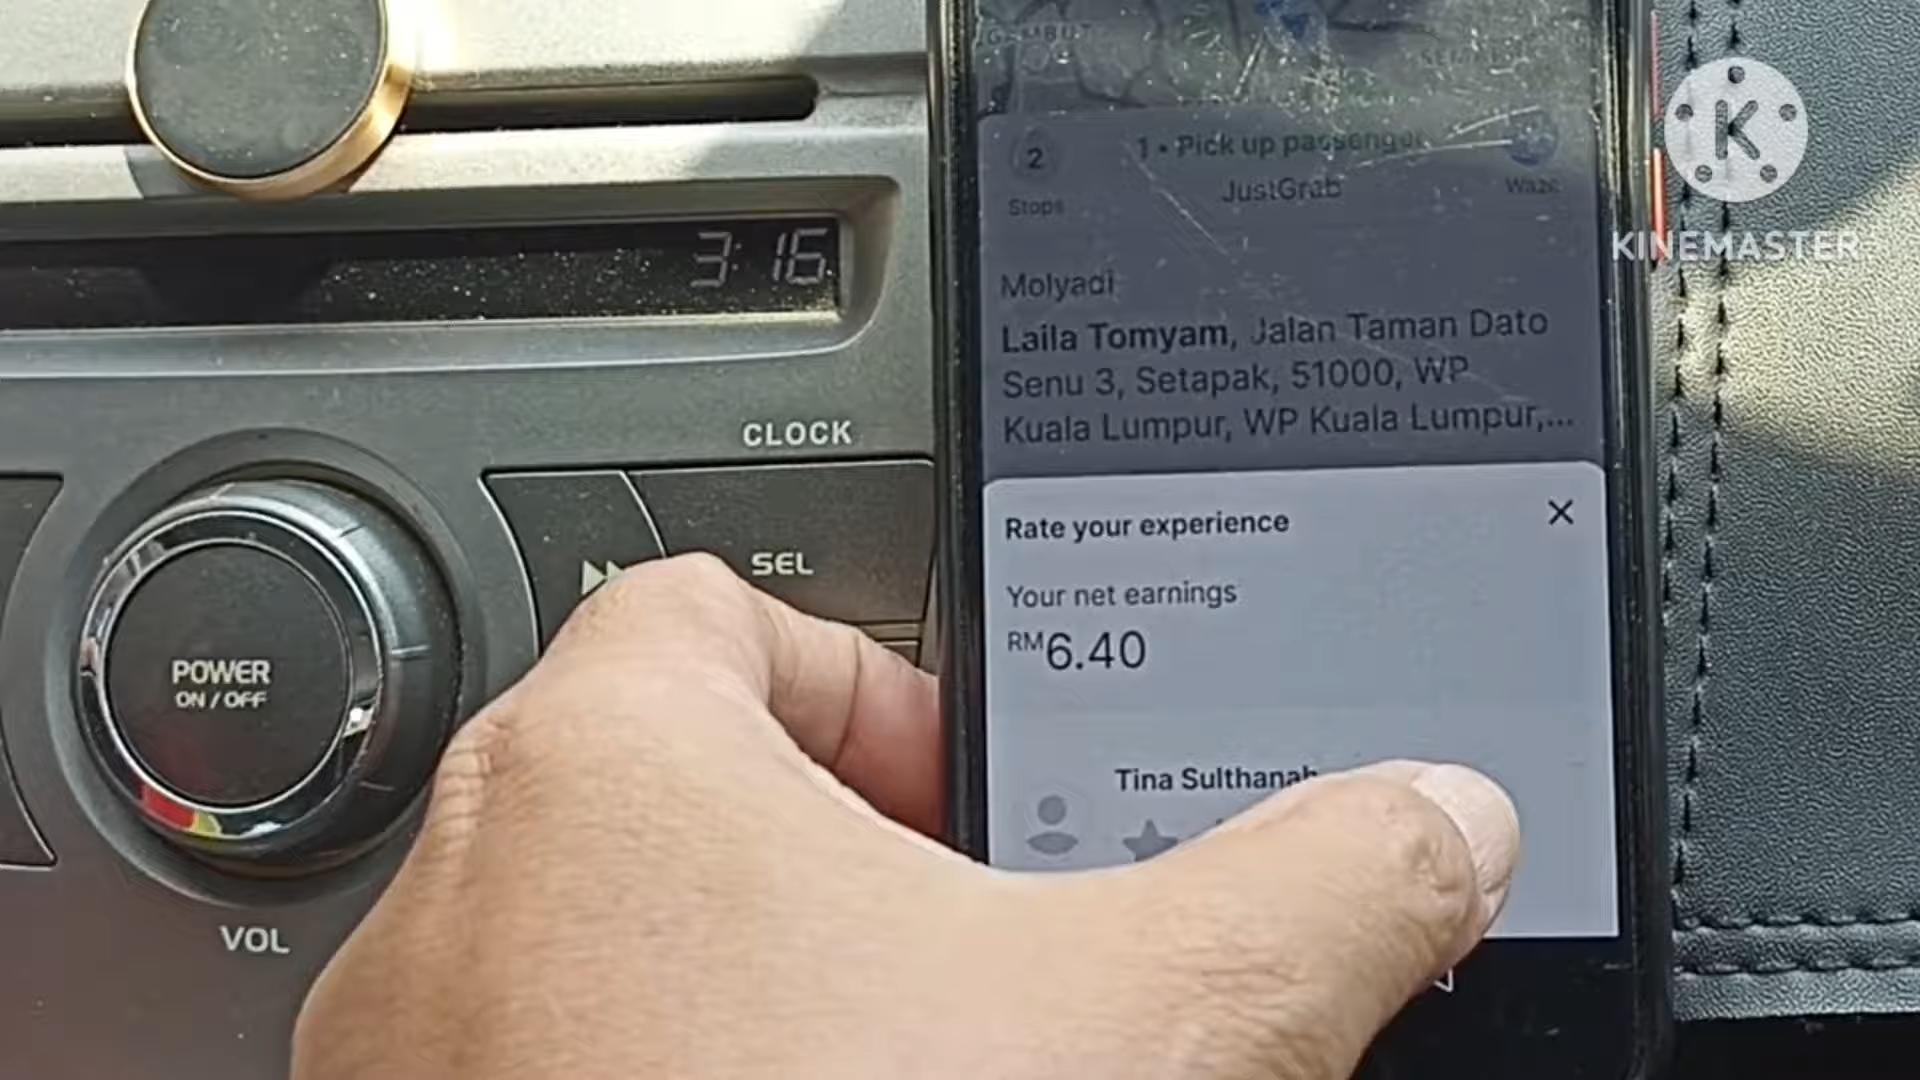 3:16
CLOCK
SEL
POWER
ON / OFF
VOL
2
Stops
1 • Pick up passenger
JustGrab
Waze
Molyadi
Laila Tomyam, Jalan Taman Dato
Senu 3, Setapak, 51000, WP
Kuala Lumpur, WP Kuala Lumpur,...
Rate your experience
Your net earnings
RM6.40
Tina Sulthanah
K
KINEMASTER